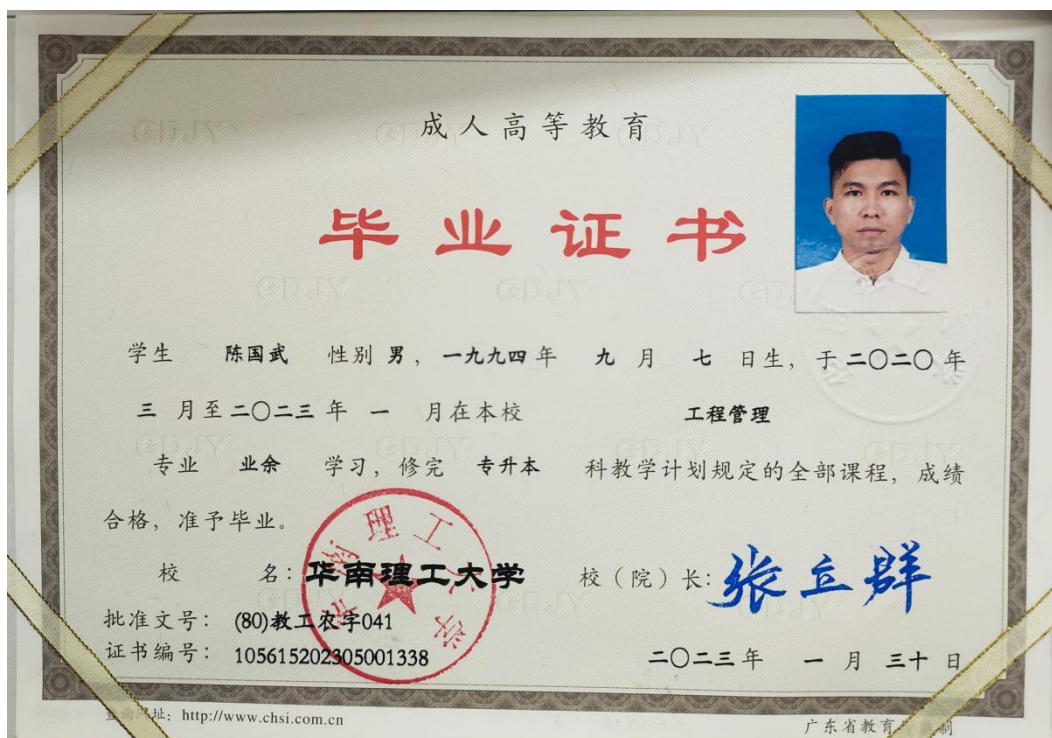 成人高等教育
毕业证书
学生 陈国武 性别 男，一九九四年 九 月 七 日生，于二〇二〇年
三 月至二〇二三 年 一 月在本校 工程管理
专业 业余 学习，修完 专升本 科教学计划规定的全部课程，成绩
合格，准予毕业。
校 名：华南理工大学 校（院）长：张立群
批准文号：(80)教工农字041
证书编号：105615202305001338 二〇二三年 一 月 三十 日
网址：http://www.chsi.com.cn
广东省教育 制